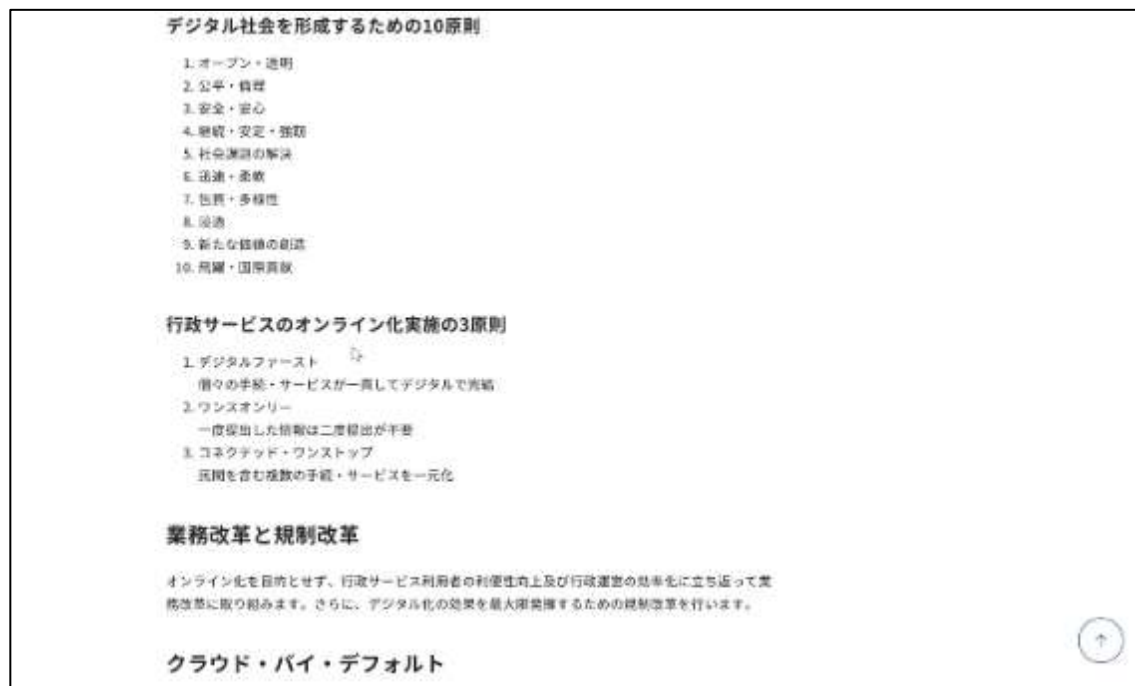 デジタル社会を形成するための10原則
1. オープン・透明
2. 公平・倫理
3. 安全・安心
4. 継続・安定・強靭
5. 社会課題の解決
6. 迅速・柔軟
7. 包摂・多様性
8. 浸透
9. 新たな価値の創造
10. 飛躍・国際貢献
行政サービスのオンライン化実施の3原則
1. デジタルファースト
個々の手続・サービスが一貫してデジタルで完結
2. ワンスオンリー
一度提出した情報は二度提出が不要
3. コネクテッド・ワンストップ
民間を含む複数の手続・サービスを一元化
業務改革と規制改革
オンライン化を目的とせず、行政サービス利用者の利便性向上及び行政運営の効率化に立ち返って業
務改革に取り組みます。さらに、デジタル化の効果を最大限発揮するための規制改革を行います。
クラウド・バイ・デフォルト